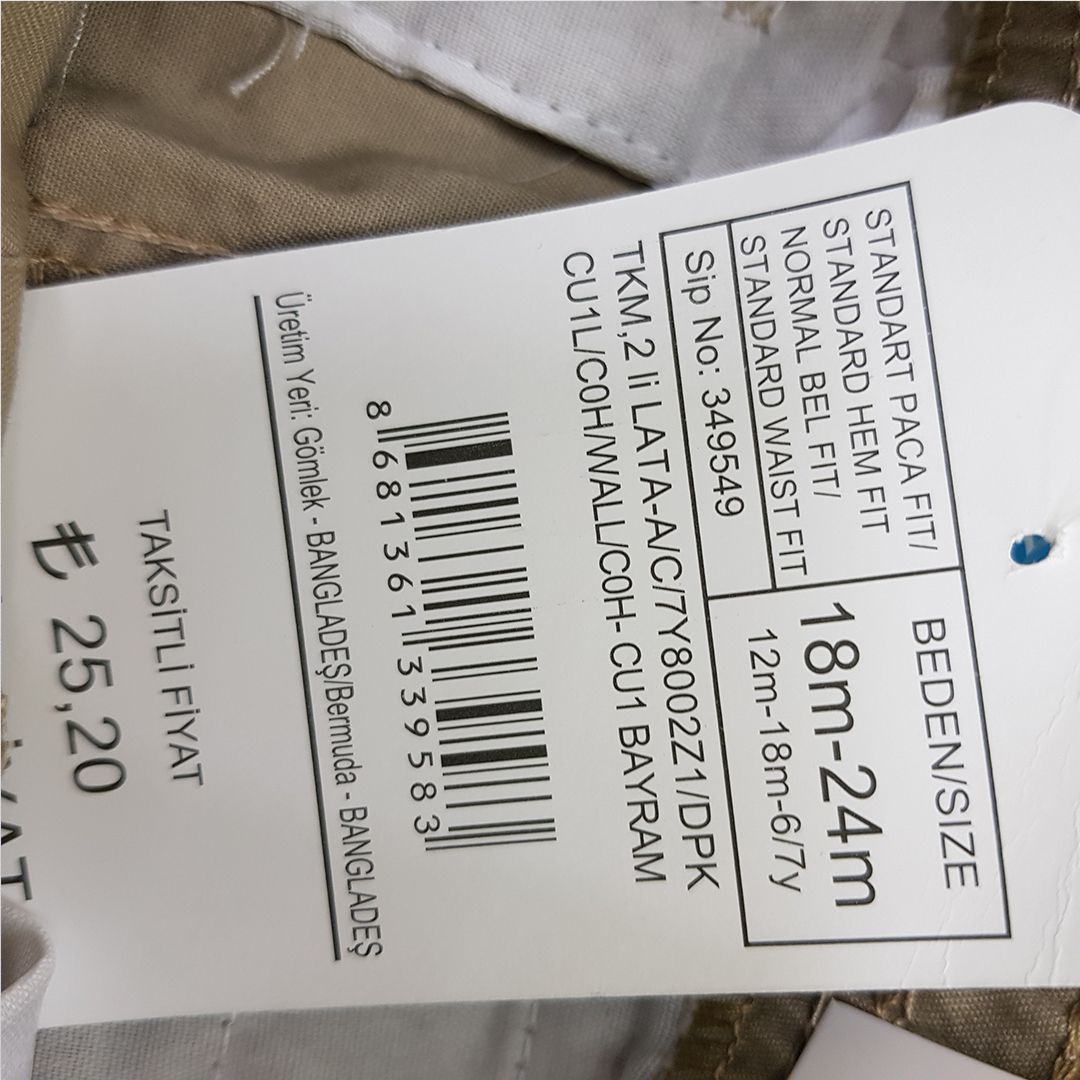 STANDART PACA FIT/
STANDARD HEM FIT
NORMAL BEL FIT/
STANDARD WAIST FIT
BEDEN/SIZE
18m-24m
12m-18m-6/7y
Sip No: 349549
TKM,2 li LATA-A/C/7Y8002Z1/DPK
CU1L/C0H/WALL/C0H- CU1 BAYRAM
8 681361 339583
Üretim Yeri: Gömlek - BANGLADEŞ/Bermuda - BANGLADEŞ
TAKSİTLİ FİYAT
₺ 25,20